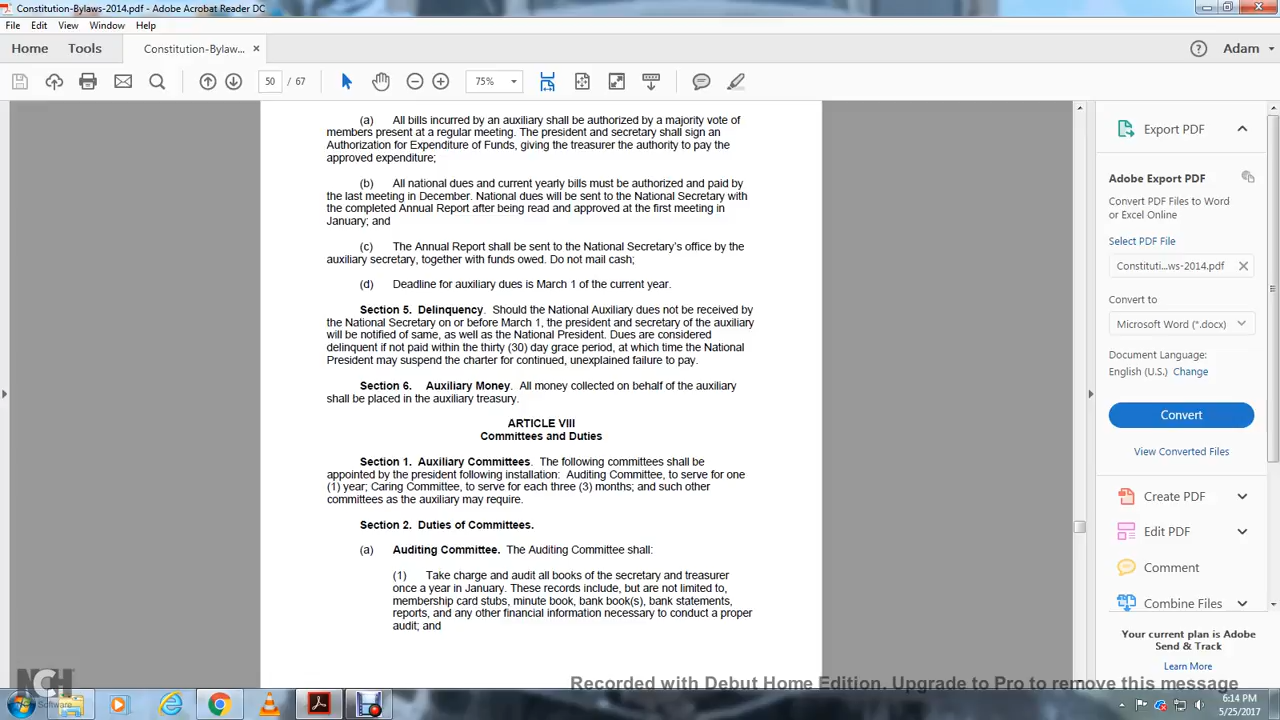 Constitution-Bylaws-2014.pdf - Adobe Acrobat Reader DC
File Edit View Window Help
Home Tools Constitution-Bylaw... × Adam
50 / 67 75%
(a) All bills incurred by an auxiliary shall be authorized by a majority vote of
members present at a regular meeting. The president and secretary shall sign an
Authorization for Expenditure of Funds, giving the treasurer the authority to pay the
approved expenditure;
(b) All national dues and current yearly bills must be authorized and paid by
the last meeting in December. National dues will be sent to the National Secretary with
the completed Annual Report after being read and approved at the first meeting in
January; and
(c) The Annual Report shall be sent to the National Secretary's office by the
auxiliary secretary, together with funds owed. Do not mail cash;
(d) Deadline for auxiliary dues is March 1 of the current year.
Section 5. Delinquency. Should the National Auxiliary dues not be received by
the National Secretary on or before March 1, the president and secretary of the auxiliary
will be notified of same, as well as the National President. Dues are considered
delinquent if not paid within the thirty (30) day grace period, at which time the National
President may suspend the charter for continued, unexplained failure to pay.
Section 6. Auxiliary Money. All money collected on behalf of the auxiliary
shall be placed in the auxiliary treasury.
ARTICLE VIII
Committees and Duties
Section 1. Auxiliary Committees. The following committees shall be
appointed by the president following installation: Auditing Committee, to serve for one
(1) year; Caring Committee, to serve for each three (3) months; and such other
committees as the auxiliary may require.
Section 2. Duties of Committees.
(a) Auditing Committee. The Auditing Committee shall:
(1) Take charge and audit all books of the secretary and treasurer
once a year in January. These records include, but are not limited to,
membership card stubs, minute book, bank book(s), bank statements,
reports, and any other financial information necessary to conduct a proper
audit; and
Export PDF
Adobe Export PDF
Convert PDF Files to Word
or Excel Online
Select PDF File
Constituti...ws-2014.pdf
Convert to
Microsoft Word (*.docx)
Document Language:
English (U.S.) Change
Convert
View Converted Files
Create PDF
Edit PDF
Comment
Combine Files
Your current plan is Adobe
Send & Track
Learn More
NCH
Software
Recorded with Debut Home Edition. Upgrade to Pro to remove this message
6:14 PM
5/25/2017